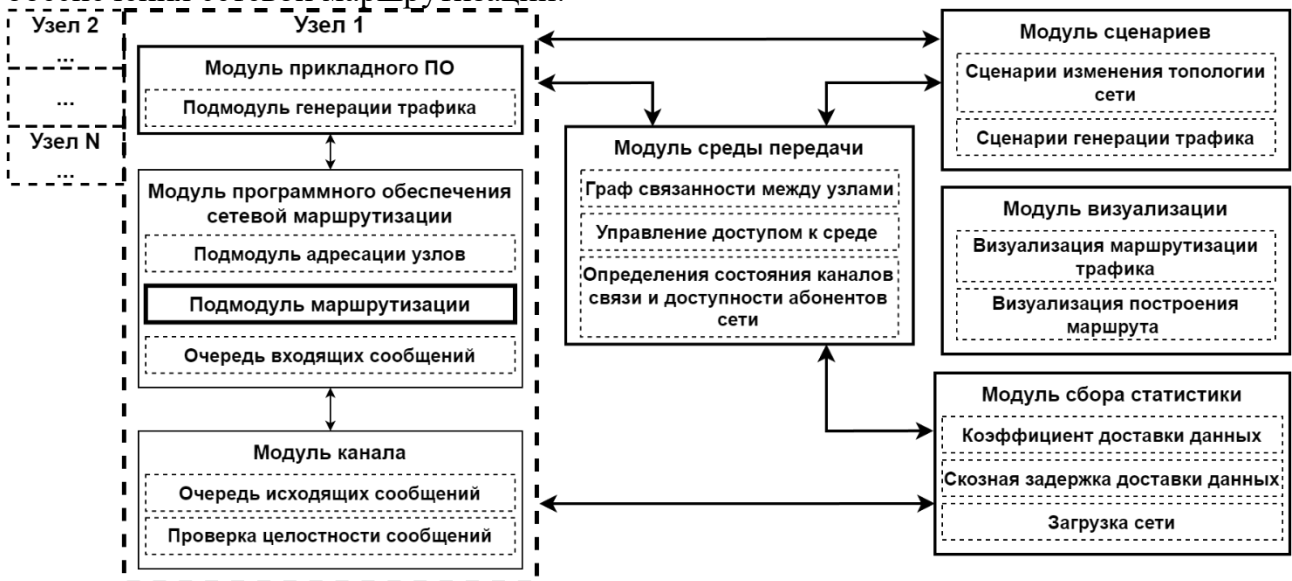 обеспечения сетевой маршрутизации.
Узел 2
...
...
Узел N
...
Узел 1
Модуль прикладного ПО
Подмодуль генерации трафика
Модуль программного обеспечения
сетевой маршрутизации
Подмодуль адресации узлов
Подмодуль маршрутизации
Очередь входящих сообщений
Модуль канала
Очередь исходящих сообщений
Проверка целостности сообщений
Модуль среды передачи
Граф связанности между узлами
Управление доступом к среде
Определения состояния каналов
связи и доступности абонентов
сети
Модуль сценариев
Сценарии изменения топологии
сети
Сценарии генерации трафика
Модуль визуализации
Визуализация маршрутизации
трафика
Визуализация построения
маршрута
Модуль сбора статистики
Коэффициент доставки данных
Скозная задержка доставки данных
Загрузка сети